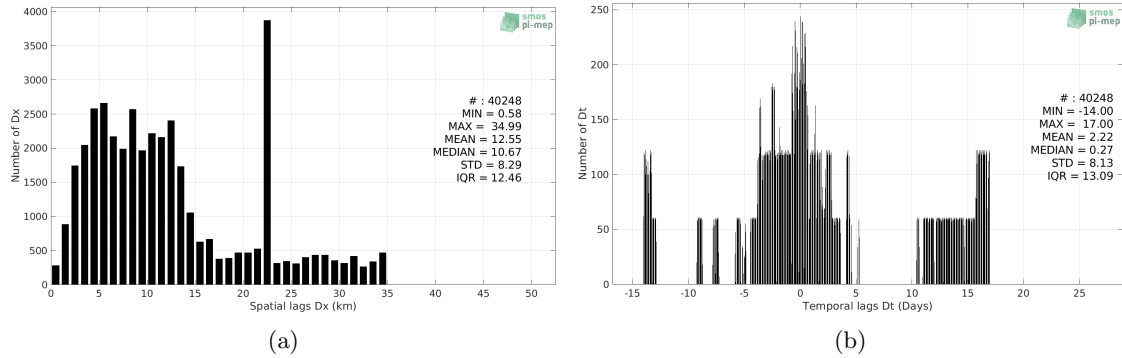 smos
pi-mep
4000
3500
3000
2500
2000
1500
1000
500
0
Number of Dx
# : 40248
MIN = 0.58
MAX = 34.99
MEAN = 12.55
MEDIAN = 10.67
STD = 8.29
IQR = 12.46
0 5 10 15 20 25 30 35 40 45 50
Spatial lags Dx (km)
(a)
smos
pi-mep
250
200
150
100
50
0
Number of Dt
# : 40248
MIN = -14.00
MAX = 17.00
MEAN = 2.22
MEDIAN = 0.27
STD = 8.13
IQR = 13.09
-15 -10 -5 0 5 10 15 20 25
Temporal lags Dt (Days)
(b)